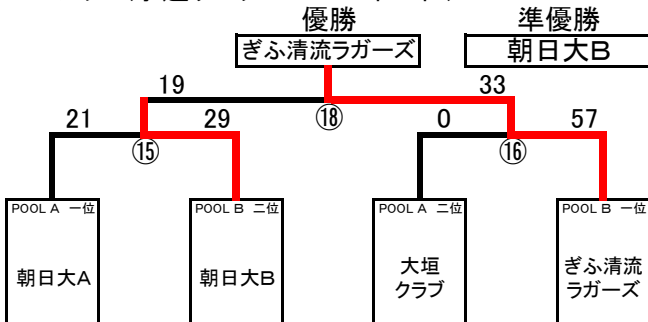 優勝
準優勝
ぎふ清流ラガーズ
朝日大B
19
33
⑱
21
29
0
57
⑮
⑯
POOL A 一位
POOL B 二位
POOL A 二位
POOL B 一位
朝日大A
朝日大B
大垣
クラブ
ぎふ清流
ラガーズ